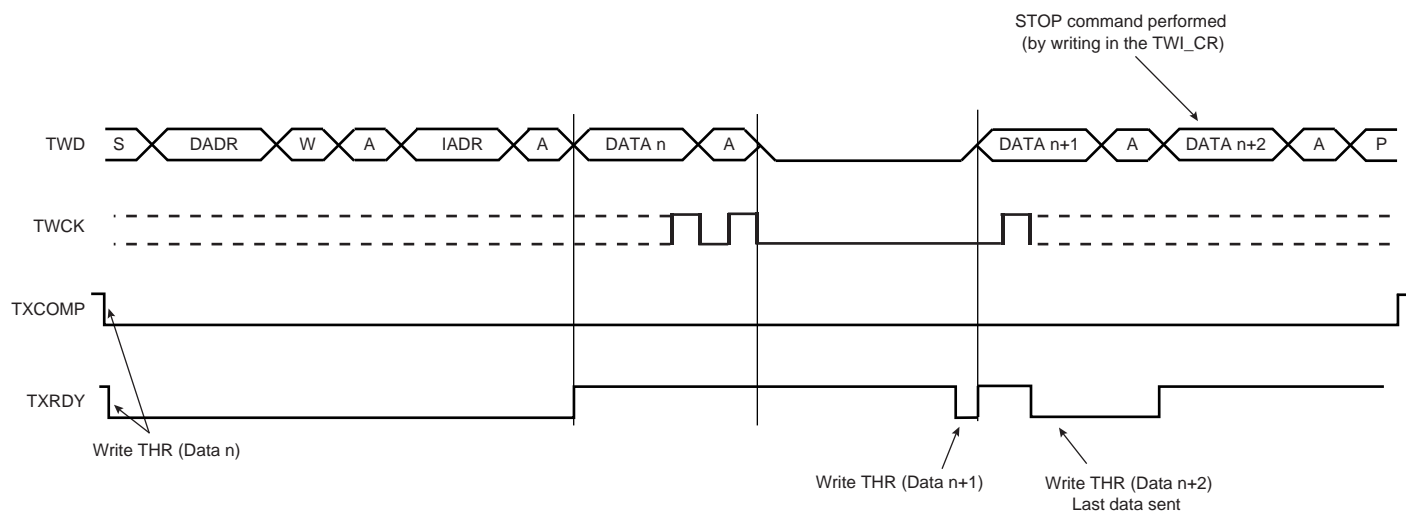 STOP command performed
(by writing in the TWI_CR)
TWD S DADR W A IADR A DATA n A DATA n+1 A DATA n+2 A P
TWCK
TXCOMP
TXRDY
Write THR (Data n)
Write THR (Data n+1)
Write THR (Data n+2)
Last data sent